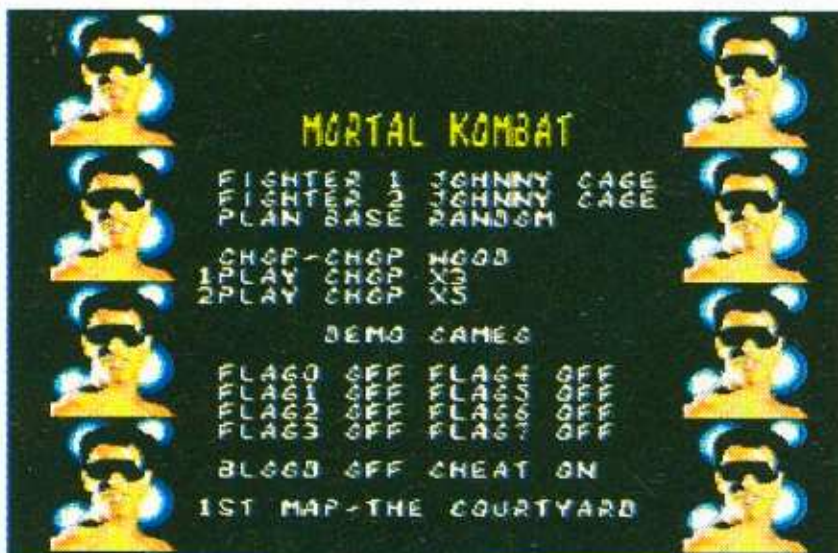 MORTAL KOMBAT
FIGHTER 1 JOHNNY CAGE
FIGHTER 2 JOHNNY CAGE
PLAN BASE RANDOM
CHOP-CHOP WOOD
1PLAY CHOP X3
2PLAY CHOP X5
DEMO GAMES
FLAG0 OFF FLAG4 OFF
FLAG1 OFF FLAG5 OFF
FLAG2 OFF FLAG6 OFF
FLAG3 OFF FLAG7 OFF
BLOOD OFF CHEAT ON
1ST MAP-THE COURTYARD